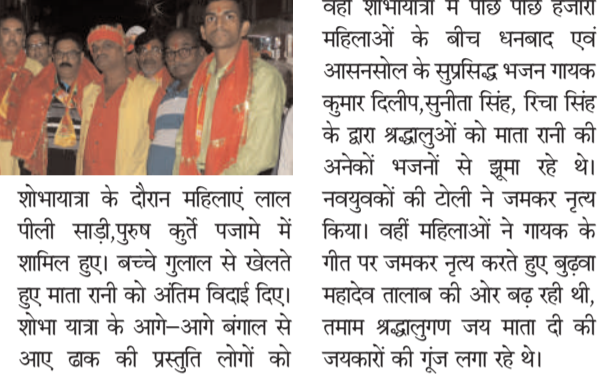 शोभायात्रा के दौरान महिलाएं लाल
पीली साड़ी,पुरुष कुर्ते पजामे में
शामिल हुए। बच्चे गुलाल से खेलते
हुए माता रानी को अंतिम विदाई दिए।
शोभा यात्रा के आगे–आगे बंगाल से
आए ढाक की प्रस्तुति लोगों को
वहीं शोभायात्रा में पीछे पीछे हजारों
महिलाओं के बीच धनबाद एवं
आसनसोल के सुप्रसिद्ध भजन गायक
कुमार दिलीप,सुनीता सिंह, रिचा सिंह
के द्वारा श्रद्धालुओं को माता रानी की
अनेकों भजनों से झूमा रहे थे।
नवयुवकों की टोली ने जमकर नृत्य
किया। वहीं महिलाओं ने गायक के
गीत पर जमकर नृत्य करते हुए बुढ़वा
महादेव तालाब की ओर बढ़ रही थी,
तमाम श्रद्धालुगण जय माता दी की
जयकारों की गूंज लगा रहे थे।